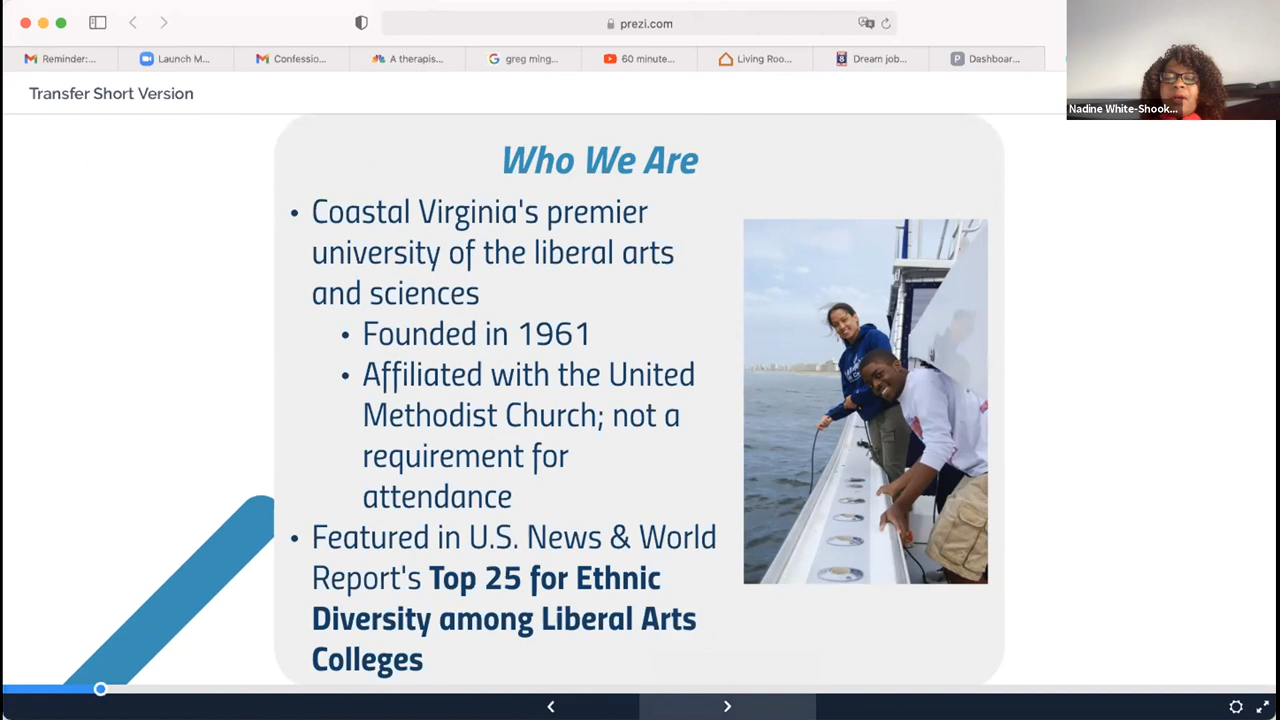 prezi.com
Reminder:...
Launch M...
Confessio...
A therapis...
greg ming...
60 minute...
Living Roo...
Dream job...
Dashboar...
Nadine White-Shook...
Transfer Short Version
Who We Are
• Coastal Virginia's premier
university of the liberal arts
and sciences
• Founded in 1961
• Affiliated with the United
Methodist Church; not a
requirement for
attendance
• Featured in U.S. News & World
Report's Top 25 for Ethnic
Diversity among Liberal Arts
Colleges